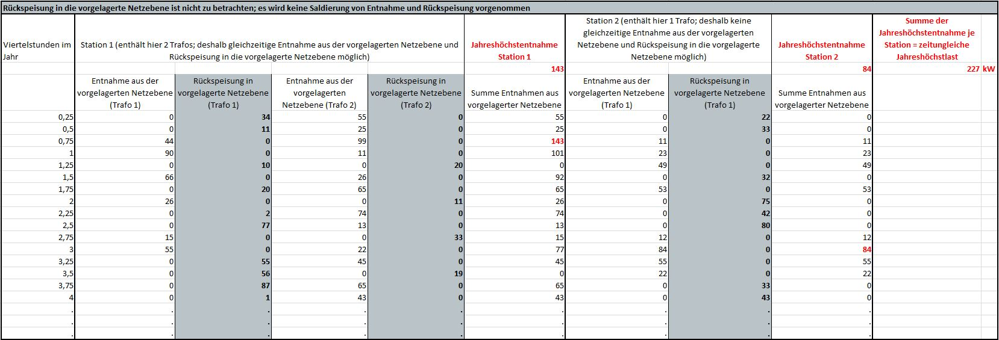 Rückspeisung in die vorgelagerte Netzebene ist nicht zu betrachten; es wird keine Saldierung von Entnahme und Rückspeisung vorgenommen
Viertelstunden im
Jahr
Station 1 (enthält hier 2 Trafos; deshalb gleichzeitige Entnahme aus der vorgelagerten Netzebene und
Rückspeisung in die vorgelagerte Netzebene möglich)
Jahreshöchstentnahme
Station 1
Station 2 (enthält hier 1 Trafo; deshalb keine
gleichzeitige Entnahme aus der vorgelagerten
Netzebene und Rückspeisung in die vorgelagerte
Netzebene möglich)
Jahreshöchstentnahme
Station 2
Summe der
Jahreshöchstentnahme je
Station = zeitungleiche
Jahreshöchstlast
143 84 227 kW
Entnahme aus der
vorgelagerten Netzebene
(Trafo 1)
Rückspeisung in
vorgelagerte Netzebene
(Trafo 1)
Entnahme aus der
vorgelagerten
Netzebene (Trafo 2)
Rückspeisung in
vorgelagerte Netzebene
(Trafo 2)
Summe Entnahmen aus
vorgelagerter Netzebene
Entnahme aus der
vorgelagerten Netzebene
(Trafo 1)
Rückspeisung in
vorgelagerte Netzebene
(Trafo 1)
Summe Entnahmen aus
vorgelagerter Netzebene
0,25 0 34 55 0 55 0 22 0
0,5 0 11 25 0 25 0 33 0
0,75 44 0 99 0 143 11 0 11
1 90 0 11 0 101 23 0 23
1,25 0 10 0 20 0 49 0 49
1,5 66 0 26 0 92 0 32 0
1,75 0 20 65 0 65 53 0 53
2 26 0 0 11 26 0 75 0
2,25 0 2 74 0 74 0 42 0
2,5 0 77 13 0 13 0 80 0
2,75 15 0 0 33 15 12 0 12
3 55 0 22 0 77 84 0 84
3,25 0 55 45 0 45 55 0 55
3,5 0 56 0 19 0 22 0 22
3,75 0 87 65 0 65 0 33 0
4 0 1 43 0 43 0 43 0
. . . . . . . . .
. . . . . . . . .
. . . . . . . . .